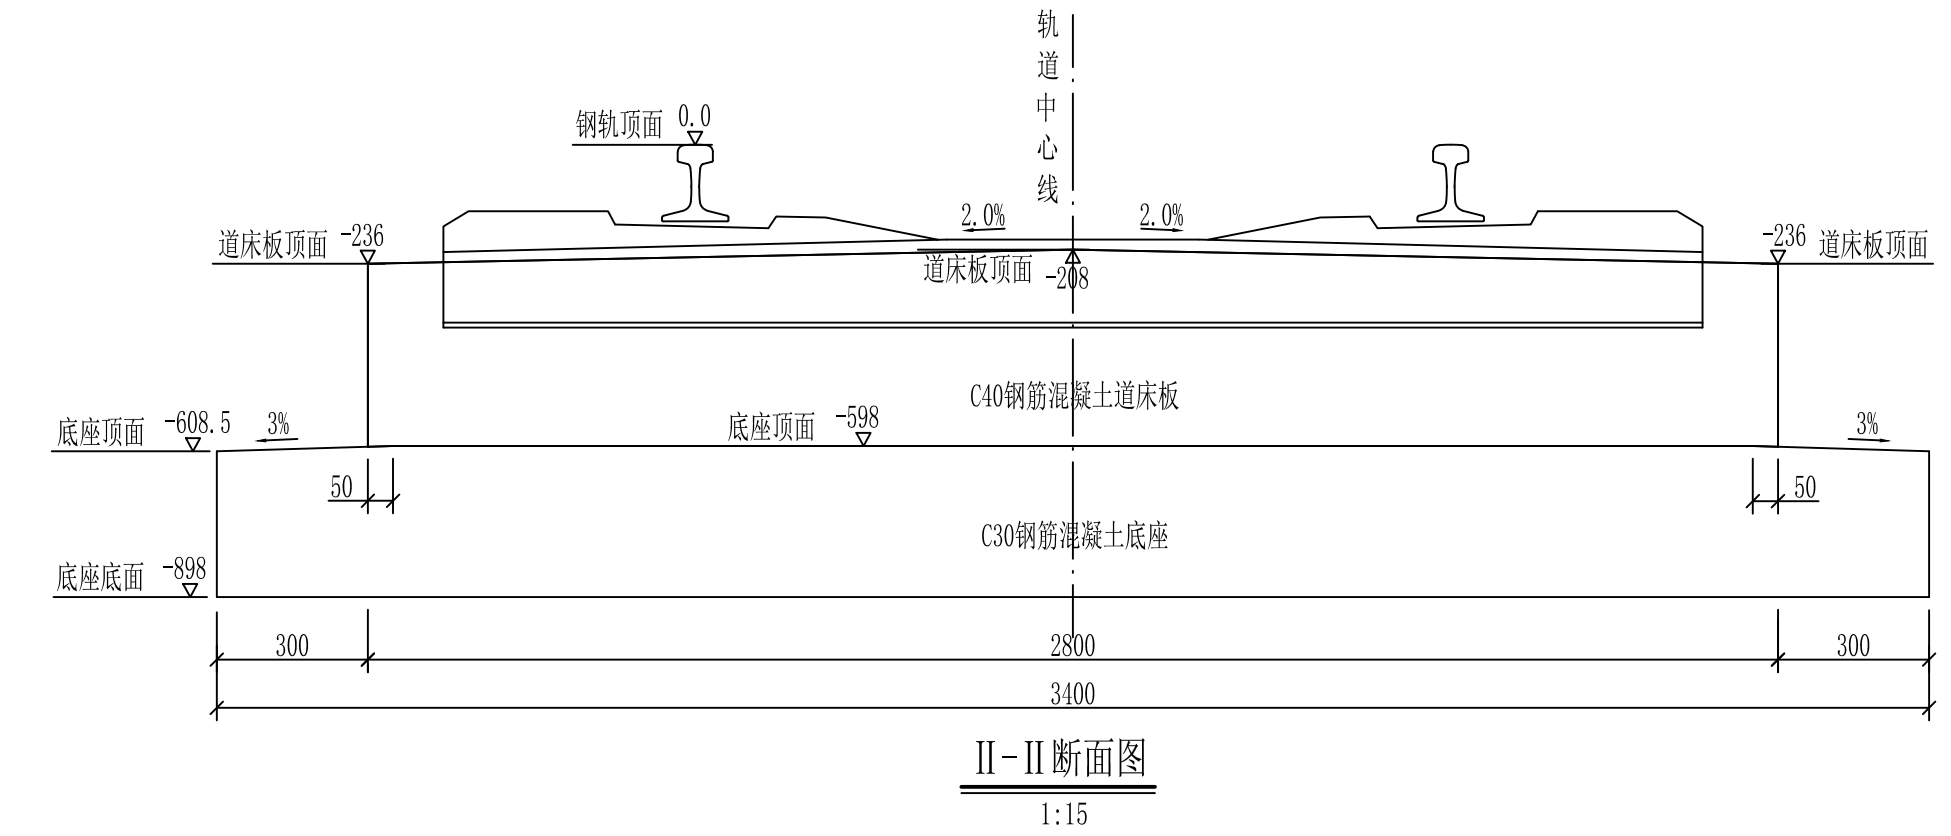 轨道中心线
钢轨顶面 0.0
2.0% 2.0%
道床板顶面 -236
-236 道床板顶面
道床板顶面 -208
C40钢筋混凝土道床板
底座顶面 -608.5 3%
底座顶面 -598
3%
50
50
C30钢筋混凝土底座
底座底面 -898
300 2800 300
3400
Ⅱ-Ⅱ断面图
1:15